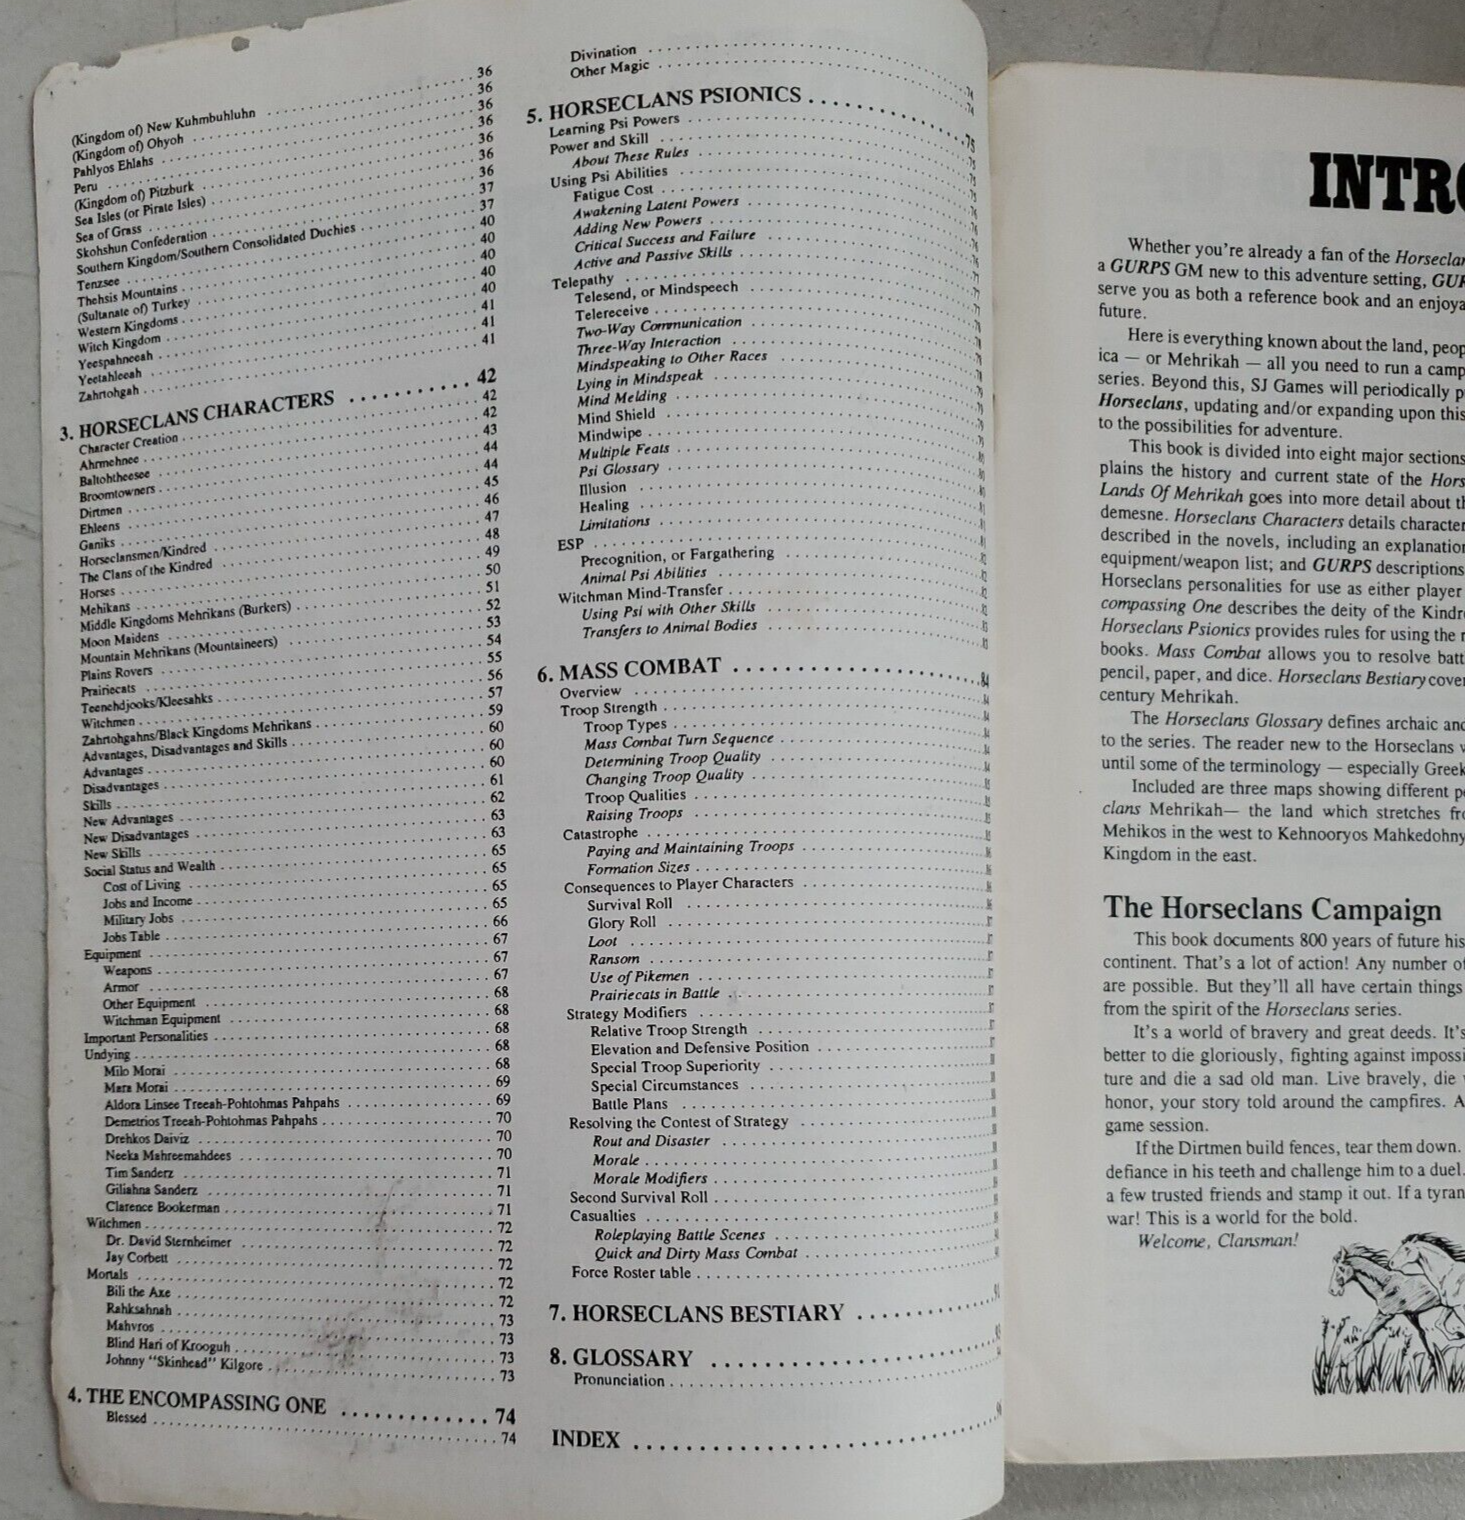 (Kingdom of) New Kuhmbuhluhn 36
(Kingdom of) Ohyoh 36
Pahlyos Ehlahs 36
Peru 36
(Kingdom of) Pitzburk 36
Sea Isles (or Pirate Isles) 36
Sea of Grass 36
Skohshun Confederation 37
Southern Kingdom/Southern Consolidated Duchies 37
Tenzsee 40
Thehsis Mountains 40
(Sultanate of) Turkey 40
Western Kingdoms 40
Witch Kingdom 40
Yeespahneeah 41
Yeetahleeah 41
Zahrtohgah 41
3. HORSECLANS CHARACTERS 42
Character Creation 42
Ahrmehnee 42
Baltohtheesee 43
Broomtowners 44
Dirtmen 44
Ehleens 45
Ganiks 46
Horseclansmen/Kindred 47
The Clans of the Kindred 48
Horses 49
Mehikans 50
Middle Kingdoms Mehrikans (Burkers) 51
Moon Maidens 52
Mountain Mehrikans (Mountaineers) 53
Plains Rovers 54
Prairiecats 55
Teenehdjooks/Kleesahks 56
Witchmen 57
Zahrtohgahns/Black Kingdoms Mehrikans 59
Advantages, Disadvantages and Skills 60
Advantages 60
Disadvantages 60
Skills 61
New Advantages 62
New Disadvantages 63
New Skills 63
Social Status and Wealth 65
Cost of Living 65
Jobs and Income 65
Military Jobs 65
Jobs Table 66
Equipment 67
Weapons 67
Armor 67
Other Equipment 68
Witchman Equipment 68
Important Personalities 68
Undying 68
Milo Morai 68
Mara Morai 69
Aldora Linsee Treeah-Pohtohmas Pahpahs 69
Demetrios Treeah-Pohtohmas Pahpahs 70
Drehkos Daiviz 70
Neeka Mahreemahdees 70
Tim Sanderz 71
Giliahna Sanderz 71
Clarence Bookerman 71
Witchmen 72
Dr. David Sternheimer 72
Jay Corbett 72
Mortals 72
Bili the Axe 72
Rahksahnah 73
Mahvros 73
Blind Hari of Krooguh 73
Johnny "Skinhead" Kilgore 73
4. THE ENCOMPASSING ONE 74
Blessed 74
Divination 74
Other Magic 74
5. HORSECLANS PSIONICS 75
Learning Psi Powers 75
Power and Skill 75
About These Rules
Using Psi Abilities
Fatigue Cost
Awakening Latent Powers
Adding New Powers
Critical Success and Failure
Active and Passive Skills
Telepathy
Telesend, or Mindspeech
Telereceive
Two-Way Communication
Three-Way Interaction
Mindspeaking to Other Races
Lying in Mindspeak
Mind Melding
Mind Shield
Mindwipe
Multiple Feats
Psi Glossary
Illusion
Healing
Limitations
ESP
Precognition, or Fargathering
Animal Psi Abilities
Witchman Mind-Transfer
Using Psi with Other Skills
Transfers to Animal Bodies
6. MASS COMBAT 84
Overview
Troop Strength
Troop Types
Mass Combat Turn Sequence
Determining Troop Quality
Changing Troop Quality
Troop Qualities
Raising Troops
Catastrophe
Paying and Maintaining Troops
Formation Sizes
Consequences to Player Characters
Survival Roll
Glory Roll
Loot
Ransom
Use of Pikemen
Prairiecats in Battle
Strategy Modifiers
Relative Troop Strength
Elevation and Defensive Position
Special Troop Superiority
Special Circumstances
Battle Plans
Resolving the Contest of Strategy
Rout and Disaster
Morale
Morale Modifiers
Second Survival Roll
Casualties
Roleplaying Battle Scenes
Quick and Dirty Mass Combat
Force Roster table
7. HORSECLANS BESTIARY
8. GLOSSARY
Pronunciation
INDEX
INTRO
Whether you're already a fan of the Horseclan
a GURPS GM new to this adventure setting, GUR
serve you as both a reference book and an enjoya
future.
Here is everything known about the land, peop
ica — or Mehrikah — all you need to run a camp
series. Beyond this, SJ Games will periodically p
Horseclans, updating and/or expanding upon this
to the possibilities for adventure.
This book is divided into eight major sections
plains the history and current state of the Hors
Lands Of Mehrikah goes into more detail about th
demesne. Horseclans Characters details character
described in the novels, including an explanation
equipment/weapon list; and GURPS descriptions
Horseclans personalities for use as either player
compassing One describes the deity of the Kindre
Horseclans Psionics provides rules for using the
books. Mass Combat allows you to resolve batt
pencil, paper, and dice. Horseclans Bestiary cover
century Mehrikah.
The Horseclans Glossary defines archaic and
to the series. The reader new to the Horseclans
until some of the terminology — especially Greek
Included are three maps showing different p
clans Mehrikah— the land which stretches fro
Mehikos in the west to Kehnooryos Mahkedohny
Kingdom in the east.
The Horseclans Campaign
This book documents 800 years of future his
continent. That's a lot of action! Any number of
are possible. But they'll all have certain things
from the spirit of the Horseclans series.
It's a world of bravery and great deeds. It's
better to die gloriously, fighting against impossi
ture and die a sad old man. Live bravely, die
honor, your story told around the campfires. A
game session.
If the Dirtmen build fences, tear them down.
defiance in his teeth and challenge him to a duel.
a few trusted friends and stamp it out. If a tyran
war! This is a world for the bold.
Welcome, Clansman!